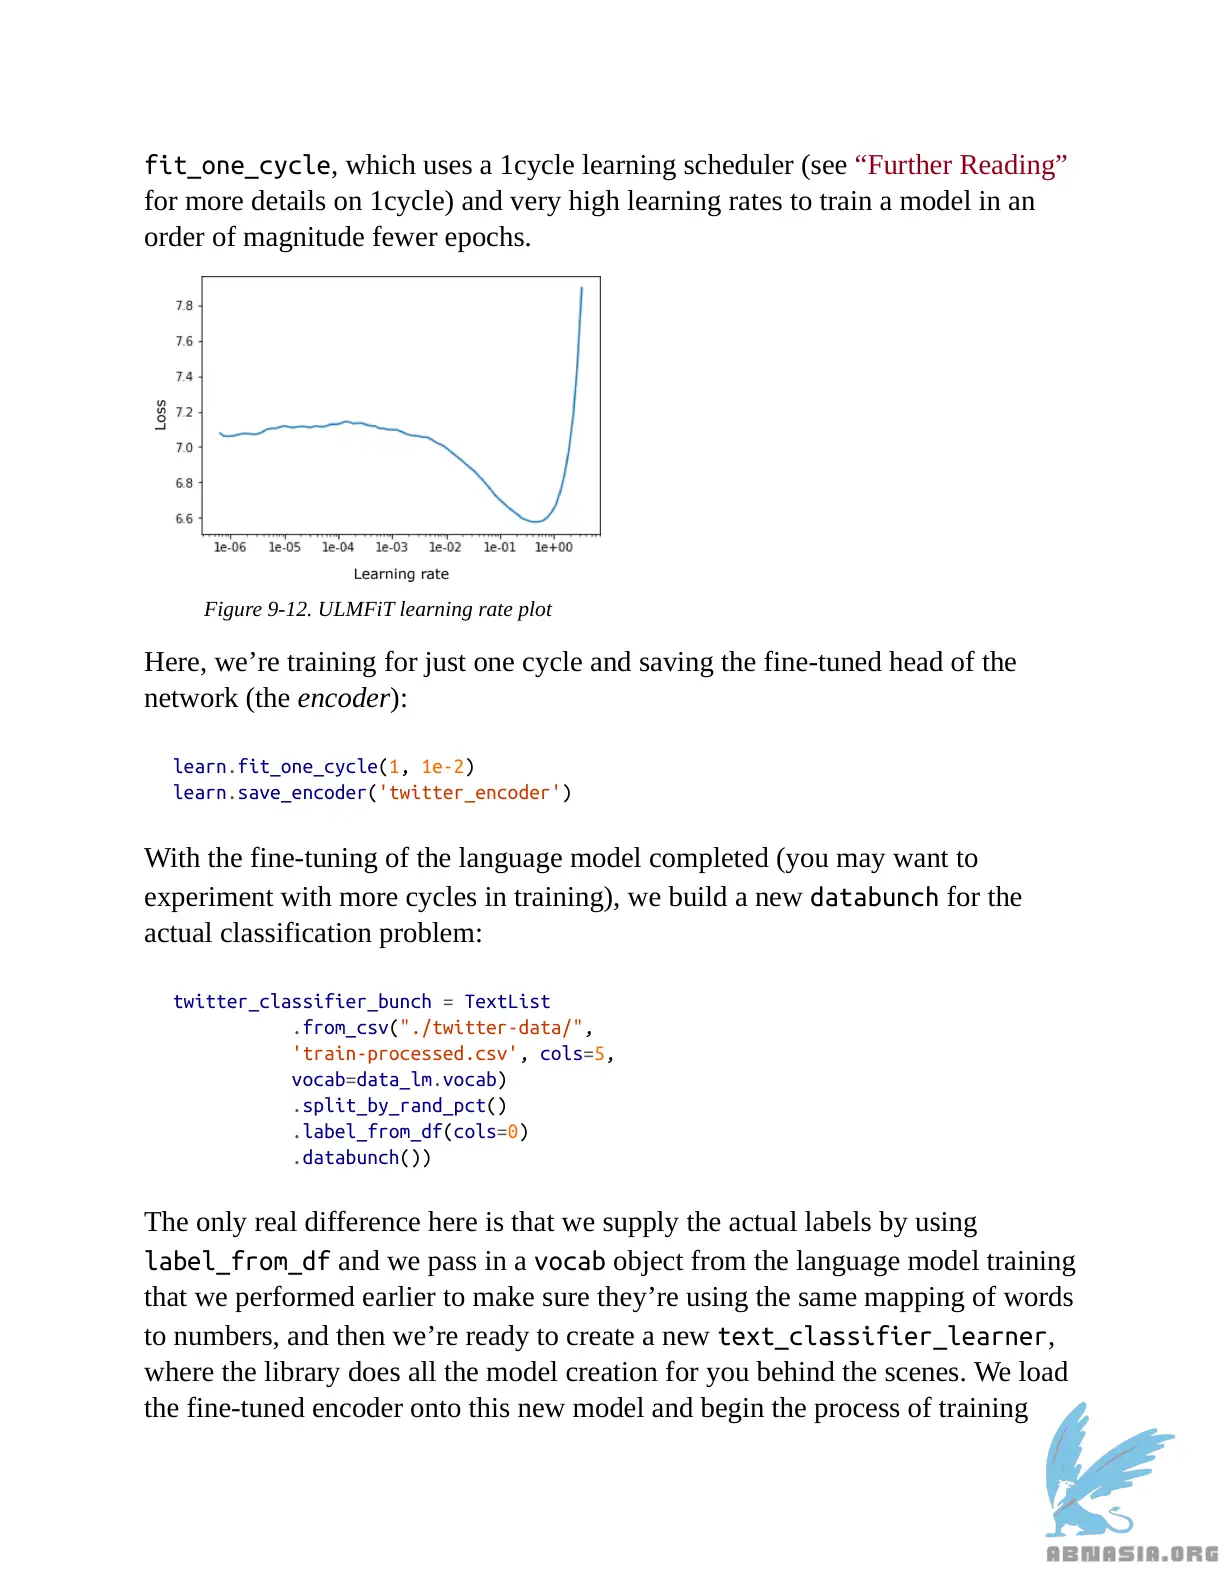 fit_one_cycle, which uses a 1cycle learning scheduler (see “Further Reading”
for more details on 1cycle) and very high learning rates to train a model in an
order of magnitude fewer epochs.
7.8
7.6
7.4
7.2
7.0
6.8
6.6
Loss
1e-06 1e-05 1e-04 1e-03 1e-02 1e-01 1e+00
Learning rate
Figure 9-12. ULMFiT learning rate plot
Here, we’re training for just one cycle and saving the fine-tuned head of the
network (the encoder):
learn.fit_one_cycle(1, 1e-2)
learn.save_encoder('twitter_encoder')
With the fine-tuning of the language model completed (you may want to
experiment with more cycles in training), we build a new databunch for the
actual classification problem:
twitter_classifier_bunch = TextList
.from_csv("./twitter-data/",
'train-processed.csv', cols=5,
vocab=data_lm.vocab)
.split_by_rand_pct()
.label_from_df(cols=0)
.databunch())
The only real difference here is that we supply the actual labels by using
label_from_df and we pass in a vocab object from the language model training
that we performed earlier to make sure they’re using the same mapping of words
to numbers, and then we’re ready to create a new text_classifier_learner,
where the library does all the model creation for you behind the scenes. We load
the fine-tuned encoder onto this new model and begin the process of training
ABNASIA.ORG